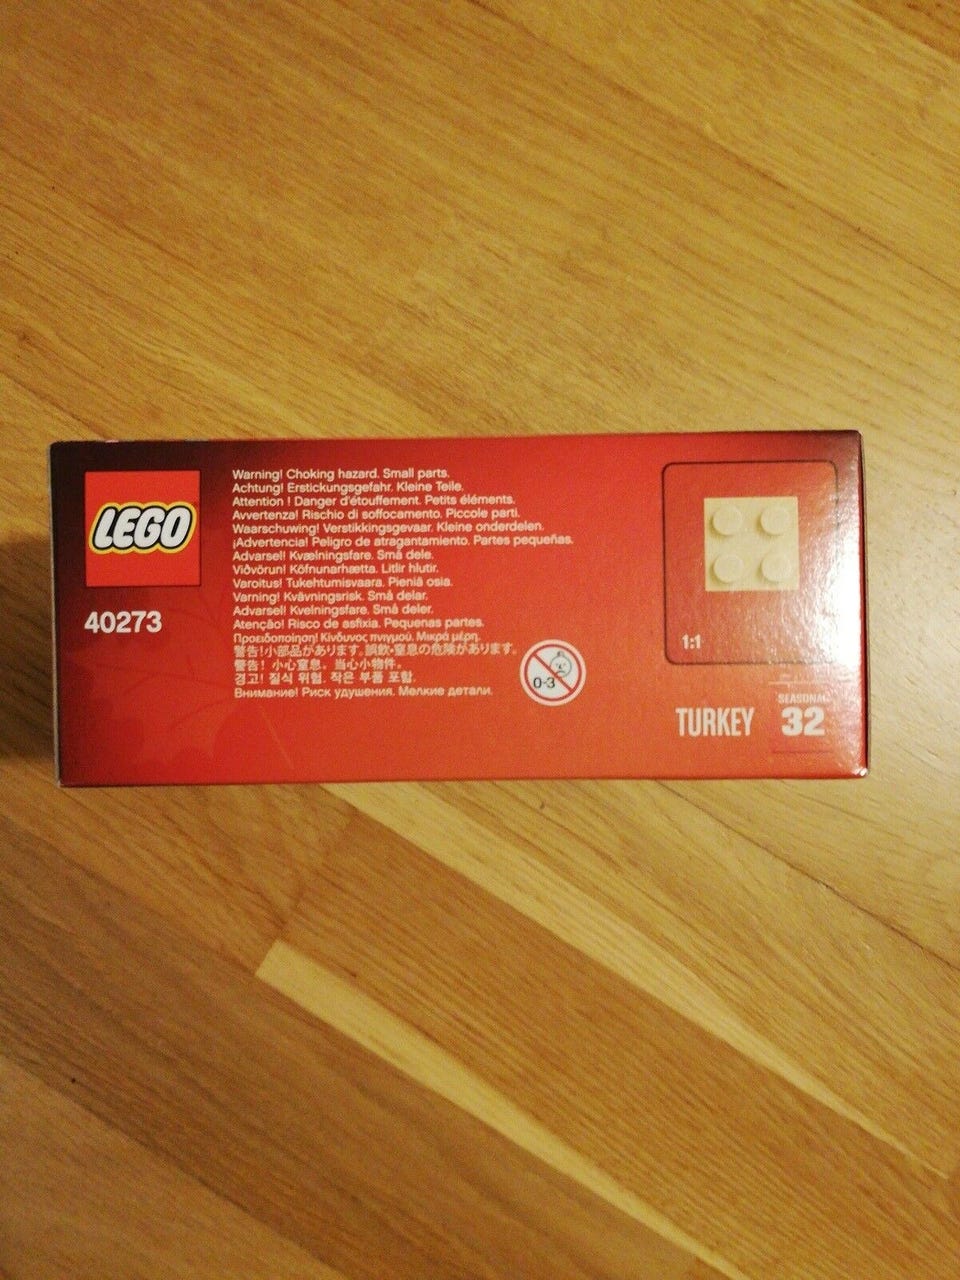 LEGO
40273
Warning! Choking hazard. Small parts.
Achtung! Erstickungsgefahr. Kleine Teile.
Attention ! Danger d'étouffement. Petits éléments.
Avvertenza! Rischio di soffocamento. Piccole parti.
Waarschuwing! Verstikkingsgevaar. Kleine onderdelen.
¡Advertencia! Peligro de atragantamiento. Partes pequeñas.
Advarsel! Kvælningsfare. Små dele.
Viðvörun! Köfnunarhætta. Litlir hlutir.
Varoitus! Tukehtumisvaara. Pieniä osia.
Varning! Kvävningsrisk. Små delar.
Advarsel! Kvelningsfare. Små deler.
Atenção! Risco de asfixia. Pequenas partes.
Προειδοποίηση! Κίνδυνος πνιγμού. Μικρά μέρη.
警告!小部品があります。誤飲・窒息の危険があります。
警告！小心窒息。当心小物件。
경고! 질식 위험. 작은 부품 포함.
Внимание! Риск удушения. Мелкие детали.
0-3
1:1
TURKEY
SEASONAL
32